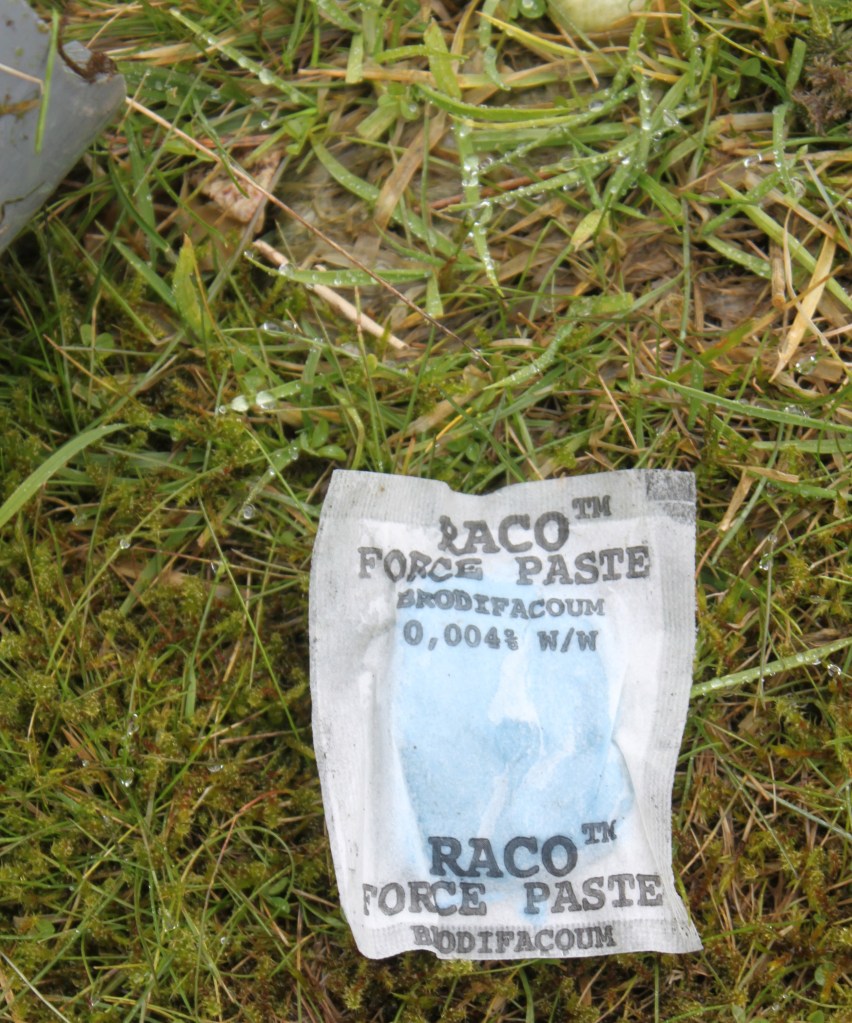 RACO™
FORCE PASTE
BRODIFACOUM
0,004% W/W
RACO™
FORCE PASTE
BRODIFACOUM